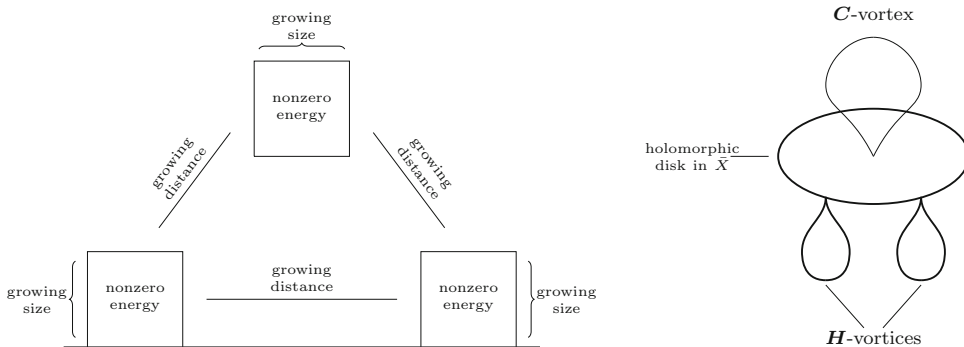 growing
size
nonzero
energy
growing
distance
growing
distance
growing
size
nonzero
energy
growing
distance
nonzero
energy
growing
size
C-vortex
holomorphic
disk in X̄
H-vortices